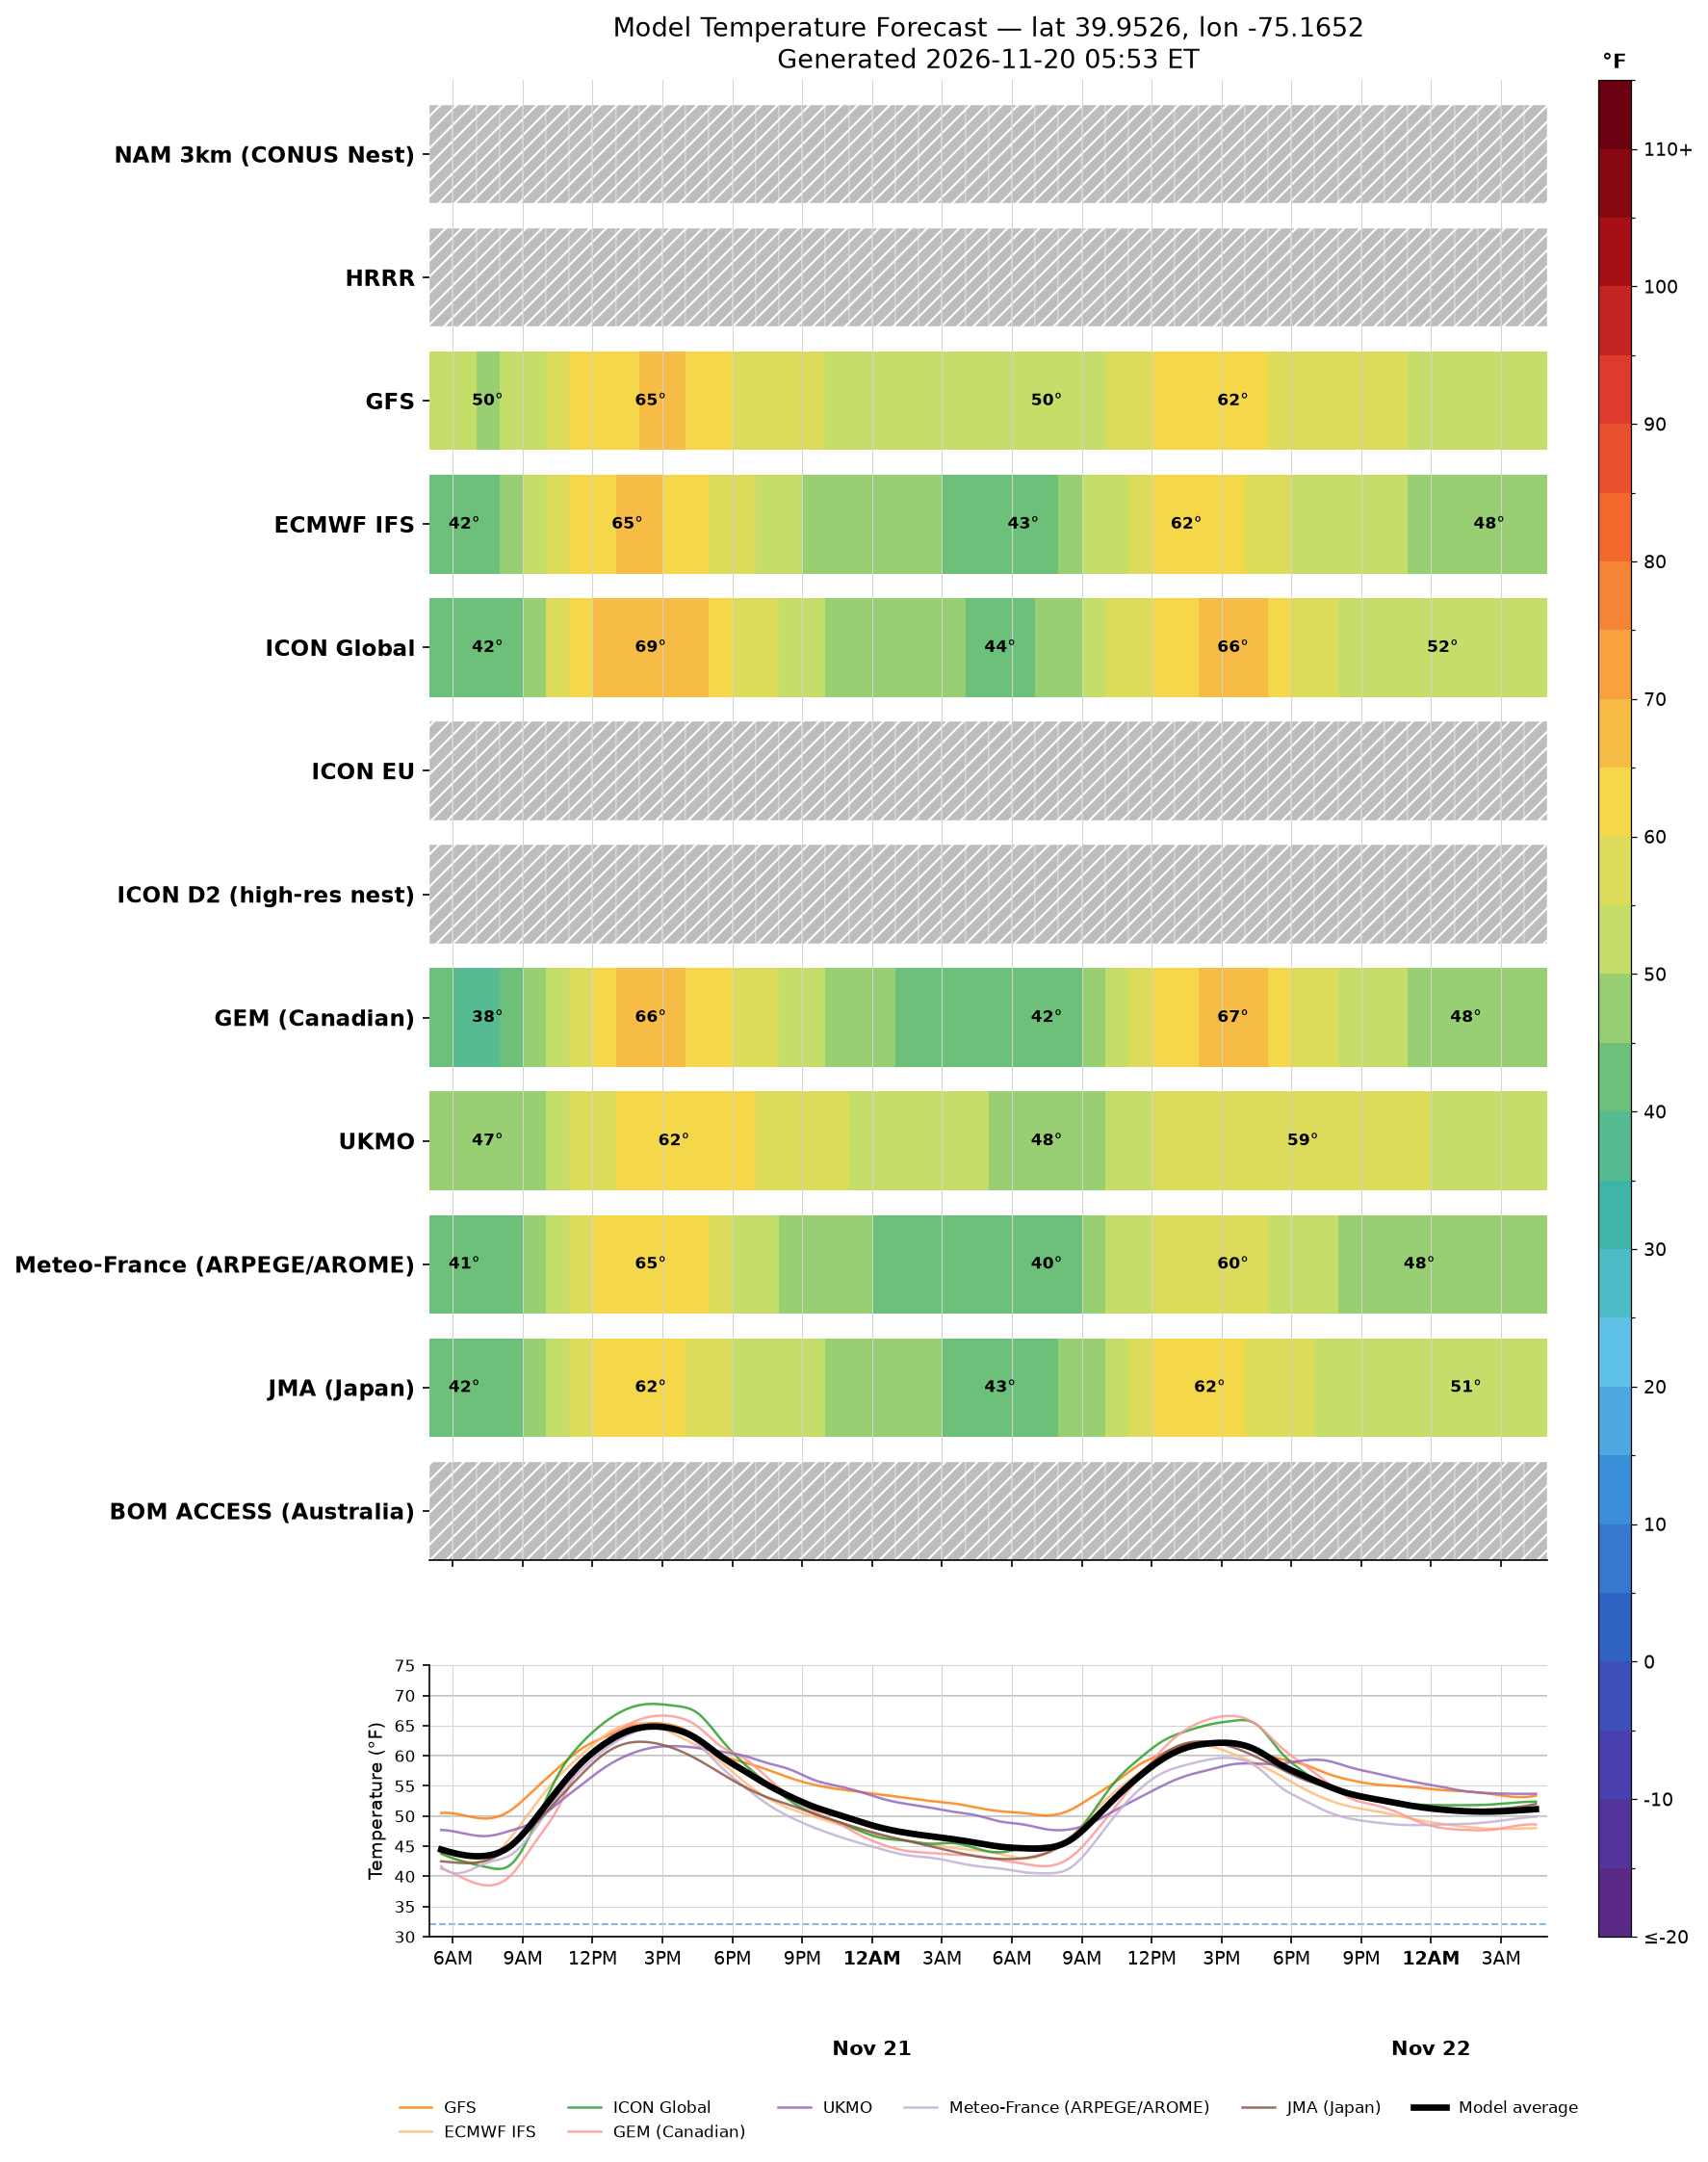 Model Temperature Forecast — lat 39.9526, lon -75.1652
Generated 2026-11-20 05:53 ET
°F
NAM 3km (CONUS Nest)
HRRR
GFS
50° 65° 50° 62°
ECMWF IFS
42° 65° 43° 62° 48°
ICON Global
42° 69° 44° 66° 52°
ICON EU
ICON D2 (high-res nest)
GEM (Canadian)
38° 66° 42° 67° 48°
UKMO
47° 62° 48° 59°
Meteo-France (ARPEGE/AROME)
41° 65° 40° 60° 48°
JMA (Japan)
42° 62° 43° 62° 51°
BOM ACCESS (Australia)
110+
100
90
80
70
60
50
40
30
20
10
0
-10
≤-20
Temperature (°F)
75
70
65
60
55
50
45
40
35
30
6AM 9AM 12PM 3PM 6PM 9PM 12AM 3AM 6AM 9AM 12PM 3PM 6PM 9PM 12AM 3AM
Nov 21 Nov 22
GFS ICON Global UKMO Meteo-France (ARPEGE/AROME) JMA (Japan) Model average
ECMWF IFS GEM (Canadian)